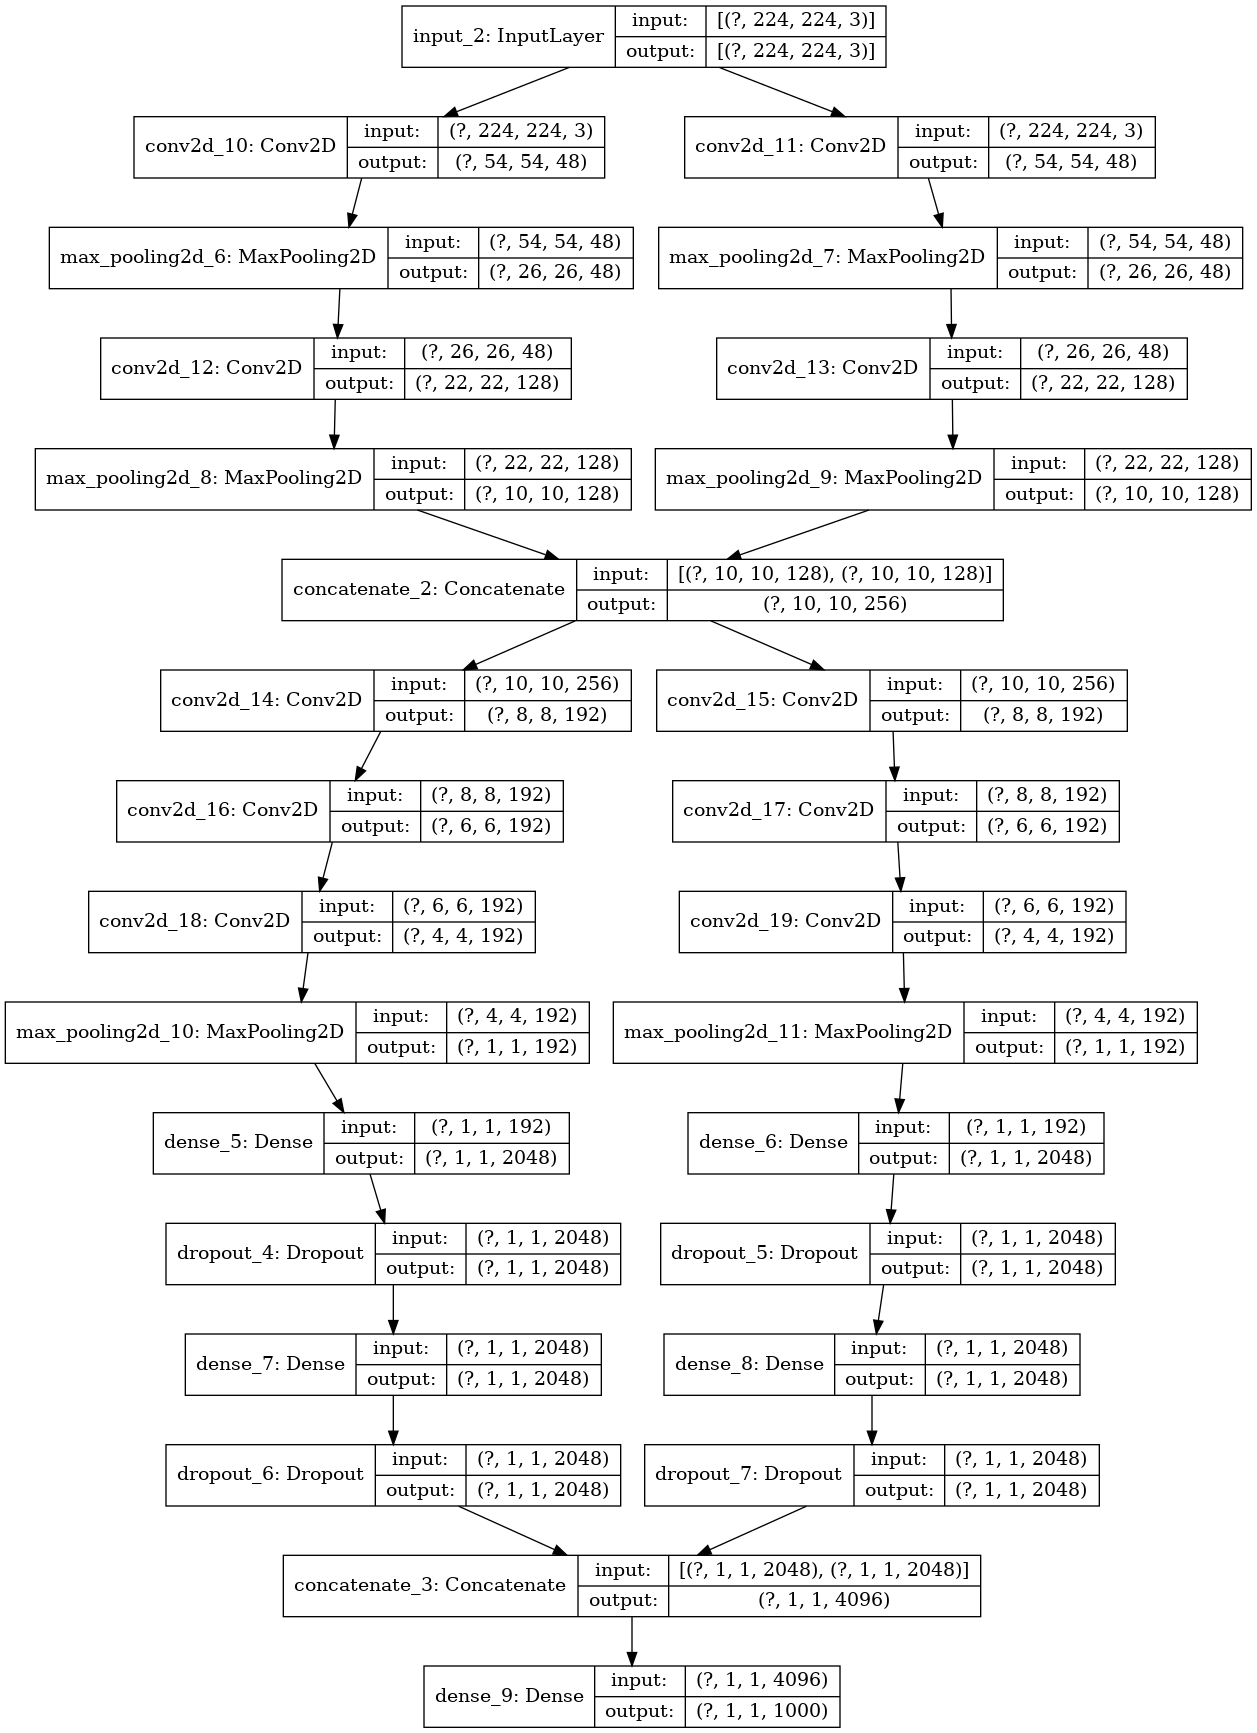 input_2: InputLayer input: [(?, 224, 224, 3)]
output: [(?, 224, 224, 3)]
conv2d_10: Conv2D input: (?, 224, 224, 3)
output: (?, 54, 54, 48)
conv2d_11: Conv2D input: (?, 224, 224, 3)
output: (?, 54, 54, 48)
max_pooling2d_6: MaxPooling2D input: (?, 54, 54, 48)
output: (?, 26, 26, 48)
max_pooling2d_7: MaxPooling2D input: (?, 54, 54, 48)
output: (?, 26, 26, 48)
conv2d_12: Conv2D input: (?, 26, 26, 48)
output: (?, 22, 22, 128)
conv2d_13: Conv2D input: (?, 26, 26, 48)
output: (?, 22, 22, 128)
max_pooling2d_8: MaxPooling2D input: (?, 22, 22, 128)
output: (?, 10, 10, 128)
max_pooling2d_9: MaxPooling2D input: (?, 22, 22, 128)
output: (?, 10, 10, 128)
concatenate_2: Concatenate input: [(?, 10, 10, 128), (?, 10, 10, 128)]
output: (?, 10, 10, 256)
conv2d_14: Conv2D input: (?, 10, 10, 256)
output: (?, 8, 8, 192)
conv2d_15: Conv2D input: (?, 10, 10, 256)
output: (?, 8, 8, 192)
conv2d_16: Conv2D input: (?, 8, 8, 192)
output: (?, 6, 6, 192)
conv2d_17: Conv2D input: (?, 8, 8, 192)
output: (?, 6, 6, 192)
conv2d_18: Conv2D input: (?, 6, 6, 192)
output: (?, 4, 4, 192)
conv2d_19: Conv2D input: (?, 6, 6, 192)
output: (?, 4, 4, 192)
max_pooling2d_10: MaxPooling2D input: (?, 4, 4, 192)
output: (?, 1, 1, 192)
max_pooling2d_11: MaxPooling2D input: (?, 4, 4, 192)
output: (?, 1, 1, 192)
dense_5: Dense input: (?, 1, 1, 192)
output: (?, 1, 1, 2048)
dense_6: Dense input: (?, 1, 1, 192)
output: (?, 1, 1, 2048)
dropout_4: Dropout input: (?, 1, 1, 2048)
output: (?, 1, 1, 2048)
dropout_5: Dropout input: (?, 1, 1, 2048)
output: (?, 1, 1, 2048)
dense_7: Dense input: (?, 1, 1, 2048)
output: (?, 1, 1, 2048)
dense_8: Dense input: (?, 1, 1, 2048)
output: (?, 1, 1, 2048)
dropout_6: Dropout input: (?, 1, 1, 2048)
output: (?, 1, 1, 2048)
dropout_7: Dropout input: (?, 1, 1, 2048)
output: (?, 1, 1, 2048)
concatenate_3: Concatenate input: [(?, 1, 1, 2048), (?, 1, 1, 2048)]
output: (?, 1, 1, 4096)
dense_9: Dense input: (?, 1, 1, 4096)
output: (?, 1, 1, 1000)